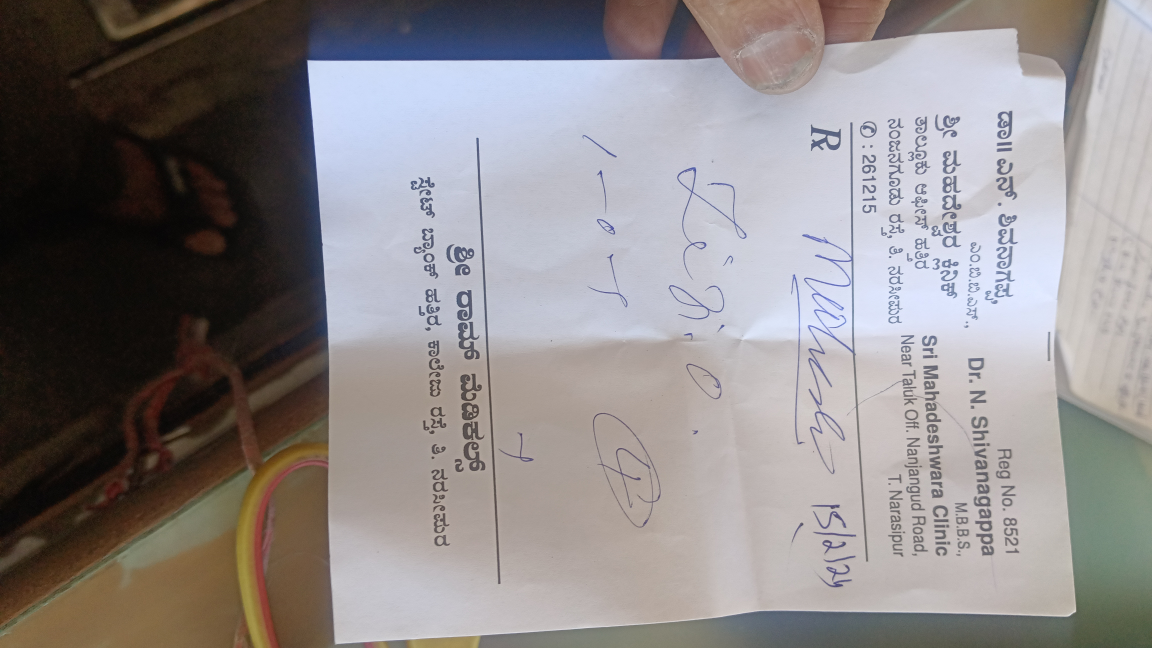 Reg No. 8521
ಡಾ॥ ಎನ್. ಶಿವನಾಗಪ್ಪ,
ಎಂ.ಬಿ.ಬಿ.ಎಸ್.,
ಶ್ರೀ ಮಹದೇಶ್ವರ ಕ್ಲಿನಿಕ್
ತಾಲ್ಲೂಕು ಆಫೀಸ್ ಹತ್ತಿರ
ನಂಜನಗೂಡು ರಸ್ತೆ, ತಿ. ನರಸೀಪುರ
✆ : 261215
Dr. N. Shivanagappa
M.B.B.S.,
Sri Mahadeshwara Clinic
Near Taluk Off. Nanjangud Road,
T. Narasipur
Rx
15/2/24
1-0-1
ಶ್ರೀ ರಾಮ್ ಮೆಡಿಕಲ್ಸ್
ಸ್ಟೇಟ್ ಬ್ಯಾಂಕ್ ಹತ್ತಿರ, ಕಾಲೇಜು ರಸ್ತೆ, ತಿ. ನರಸೀಪುರ